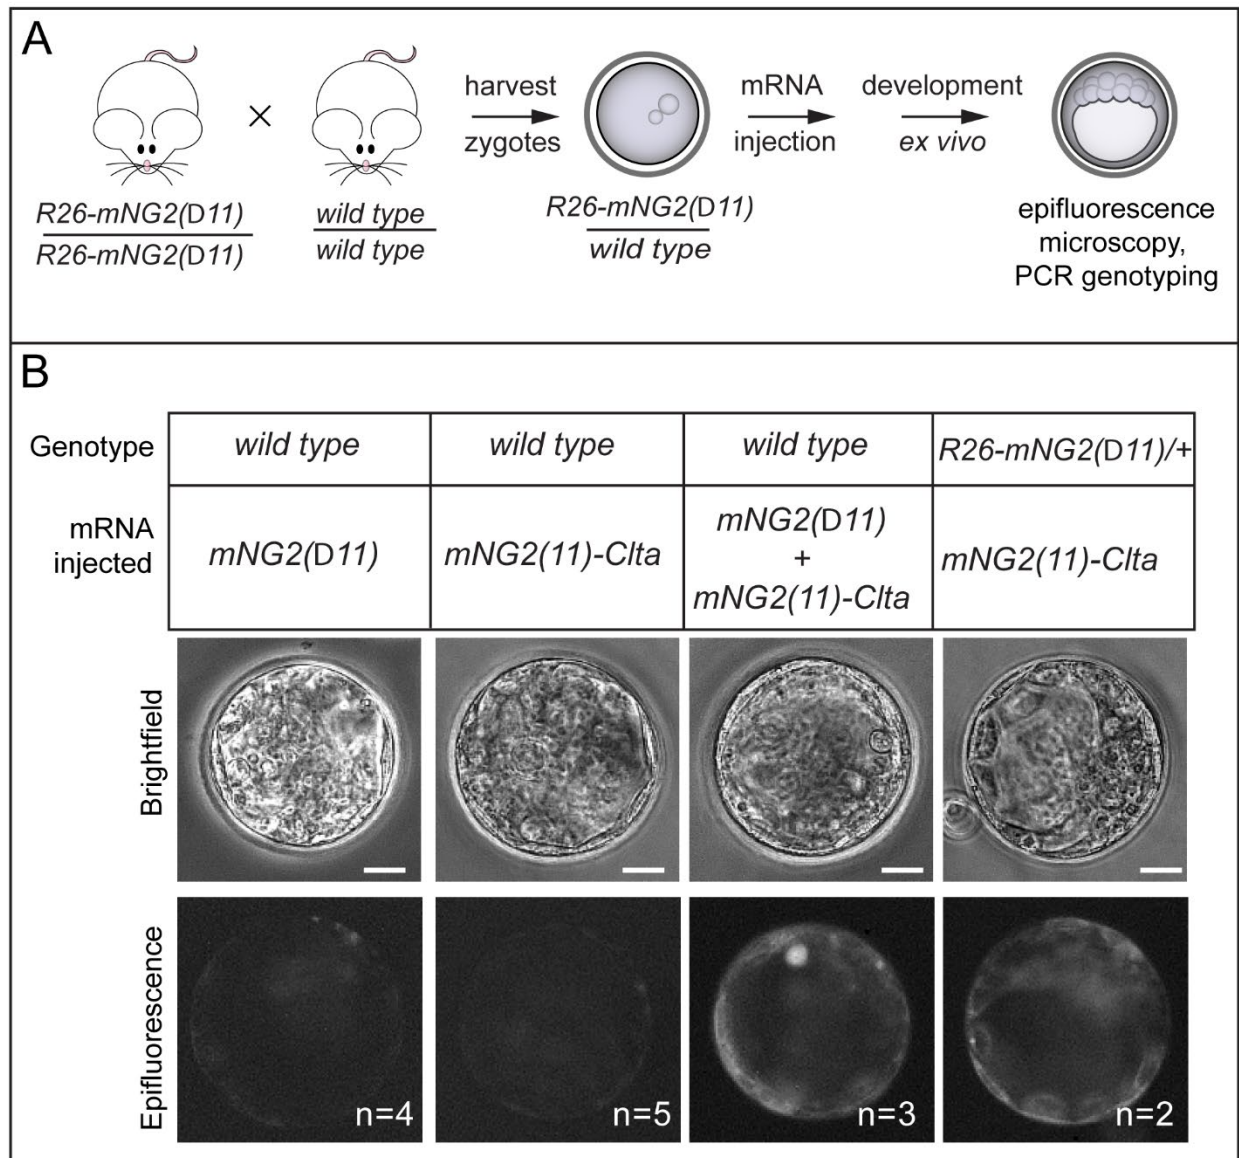 A
×
harvest
zygotes
mRNA
injection
development
ex vivo
R26-mNG2(D11)
R26-mNG2(D11)
wild type
wild type
R26-mNG2(D11)
wild type
epifluorescence
microscopy,
PCR genotyping
B
Genotype
wild type
wild type
wild type
R26-mNG2(D11)/+
mRNA
injected
mNG2(D11)
mNG2(11)-Clta
mNG2(D11)
+
mNG2(11)-Clta
mNG2(11)-Clta
Brightfield
Epifluorescence
n=4
n=5
n=3
n=2